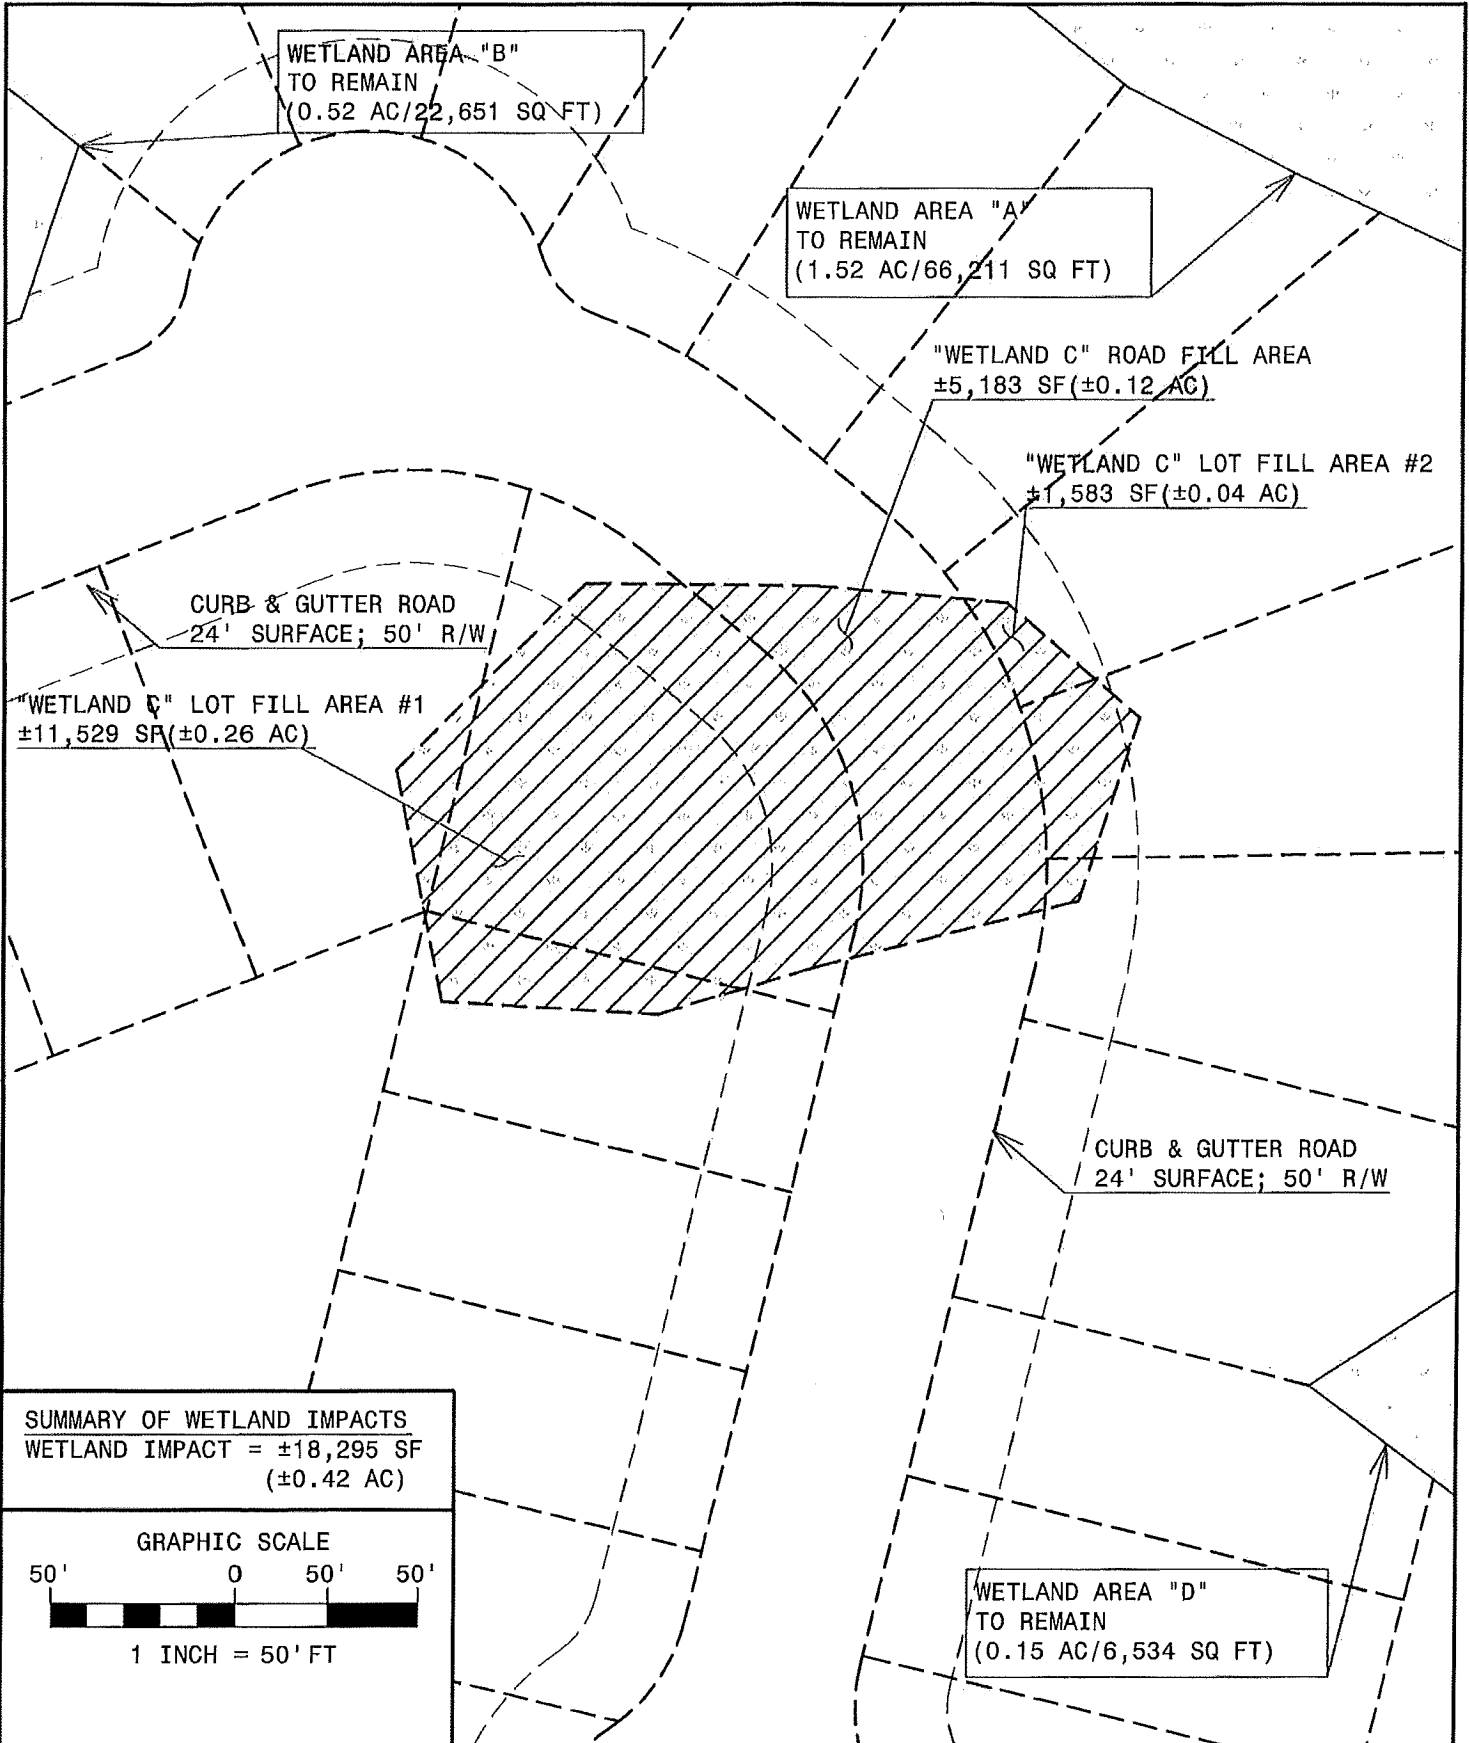 WETLAND AREA "B"
TO REMAIN
(0.52 AC/22,651 SQ FT)
WETLAND AREA "A"
TO REMAIN
(1.52 AC/66,211 SQ FT)
"WETLAND C" ROAD FILL AREA
±5,183 SF(±0.12 AC)
"WETLAND C" LOT FILL AREA #2
±1,583 SF(±0.04 AC)
CURB & GUTTER ROAD
24' SURFACE; 50' R/W
"WETLAND C" LOT FILL AREA #1
±11,529 SF(±0.26 AC)
CURB & GUTTER ROAD
24' SURFACE; 50' R/W
SUMMARY OF WETLAND IMPACTS
WETLAND IMPACT = ±18,295 SF
(±0.42 AC)
GRAPHIC SCALE
50' 0 50' 50'
1 INCH = 50'FT
WETLAND AREA "D"
TO REMAIN
(0.15 AC/6,534 SQ FT)